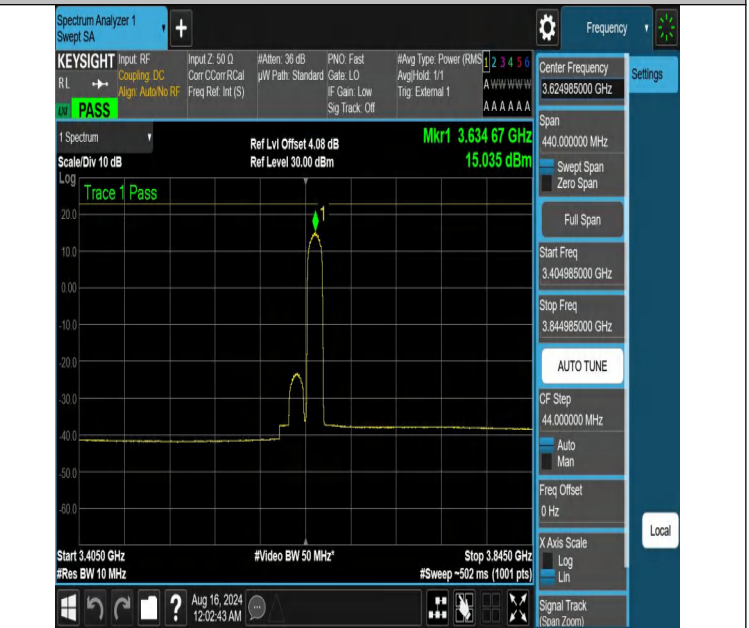 Spectrum Analyzer 1
Swept SA
+
Frequency
KEYSIGHT
RL
LXI
PASS
Input: RF
Coupling: DC
Align: Auto/No RF
Input Z: 50 Ω
Corr CCorr RCal
Freq Ref: Int (S)
#Atten: 36 dB
µW Path: Standard
PNO: Fast
Gate: LO
IF Gain: Low
Sig Track: Off
#Avg Type: Power (RMS
Avg|Hold: 1/1
Trig: External 1
1 2 3 4 5 6
A W W W W W
A A A A A A
1 Spectrum
Scale/Div 10 dB
Ref Lvl Offset 4.08 dB
Ref Level 30.00 dBm
Mkr1 3.634 67 GHz
15.035 dBm
Log
Trace 1 Pass
1
20.0
10.0
0.00
-10.0
-20.0
-30.0
-40.0
-50.0
-60.0
Start 3.4050 GHz
#Res BW 10 MHz
#Video BW 50 MHz*
Stop 3.8450 GHz
#Sweep ~502 ms (1001 pts)
?
Aug 16, 2024
12:02:43 AM
Center Frequency
3.624985000 GHz
Settings
Span
440.000000 MHz
Swept Span
Zero Span
Full Span
Start Freq
3.404985000 GHz
Stop Freq
3.844985000 GHz
AUTO TUNE
CF Step
44.000000 MHz
Auto
Man
Freq Offset
0 Hz
Local
X Axis Scale
Log
Lin
Signal Track
(Span Zoom)